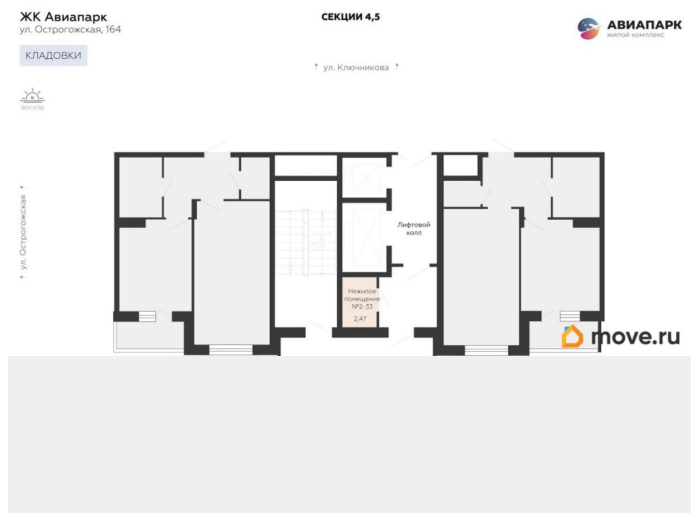 ЖК Авиапарк
ул. Острогожская, 164
КЛАДОВКИ
СЕКЦИИ 4,5
АВИАПАРК
ЖИЛОЙ КОМПЛЕКС
* ул. Ключникова *
ВОСХОД
* ул. Острогожская *
Лифтовой
холл
Нежилое
помещение
№2-33
2,47
move.ru